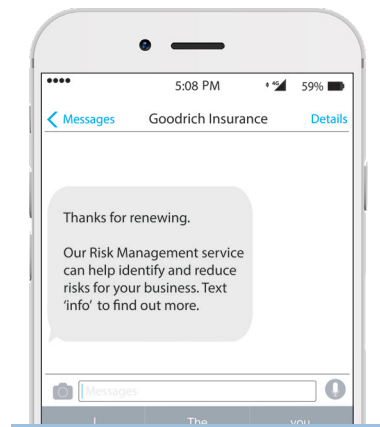 5:08 PM 4G 59%
Messages Goodrich Insurance Details
Thanks for renewing.
Our Risk Management service
can help identify and reduce
risks for your business. Text
‘info’ to find out more.
Messages
I The you